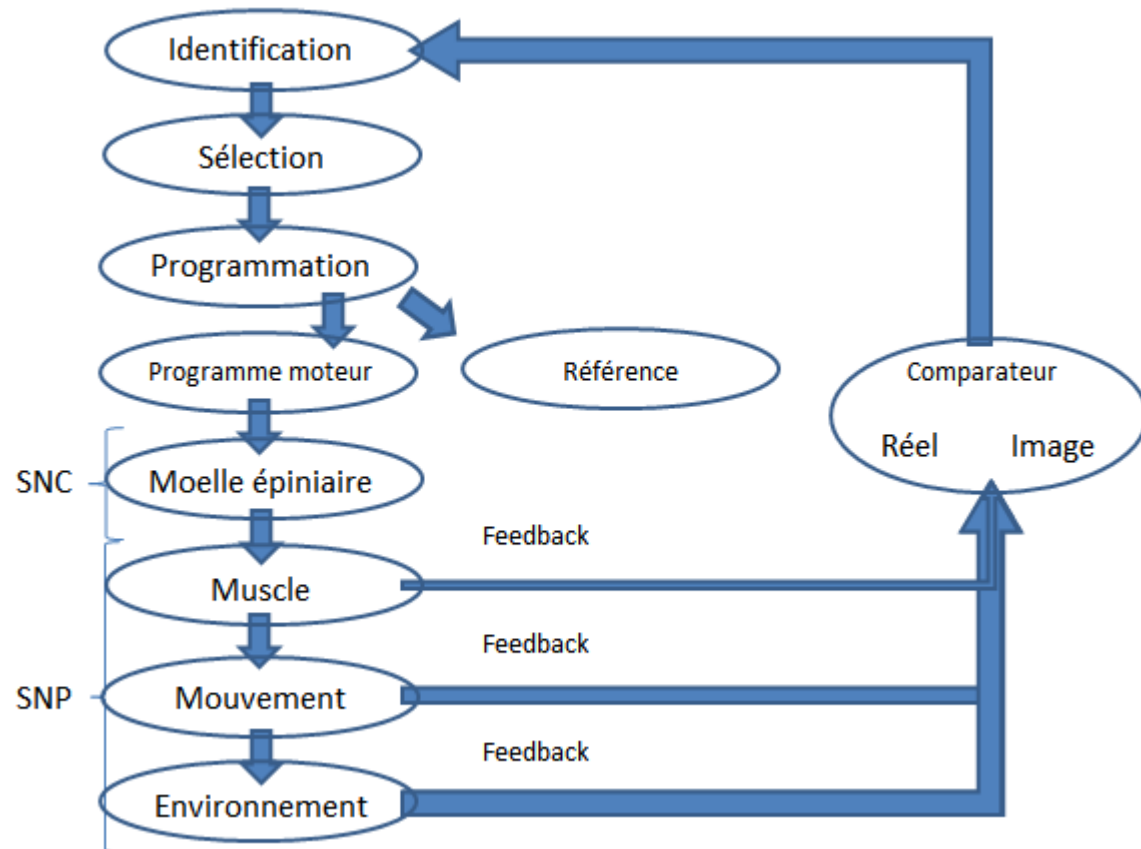 Identification
Sélection
Programmation
Programme moteur
Référence
Comparateur
Réel Image
SNC
Moelle épiniaire
Feedback
Muscle
Feedback
SNP
Mouvement
Feedback
Environnement